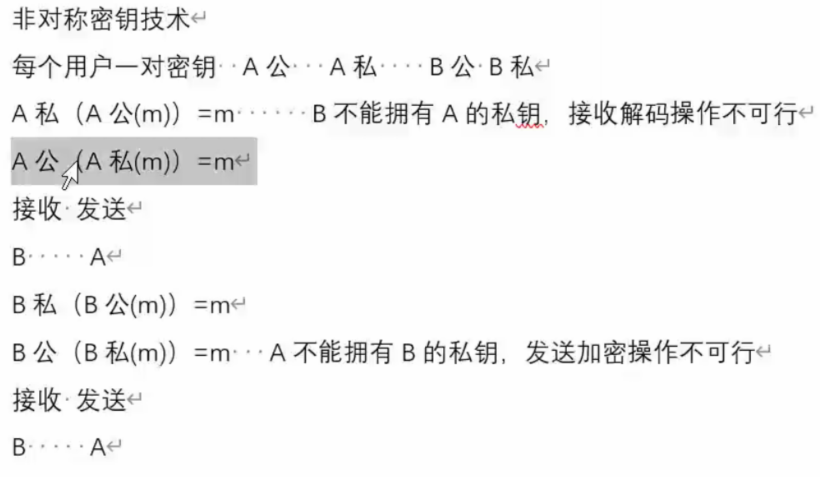 非对称密钥技术
每个用户一对密钥  A 公   A 私    B 公 B 私
A 私（A 公(m)）=m      B 不能拥有 A 的私钥，接收解码操作不可行
A 公（A 私(m)）=m
接收 发送
B     A
B 私（B 公(m)）=m
B 公（B 私(m)）=m   A 不能拥有 B 的私钥，发送加密操作不可行
接收 发送
B     A